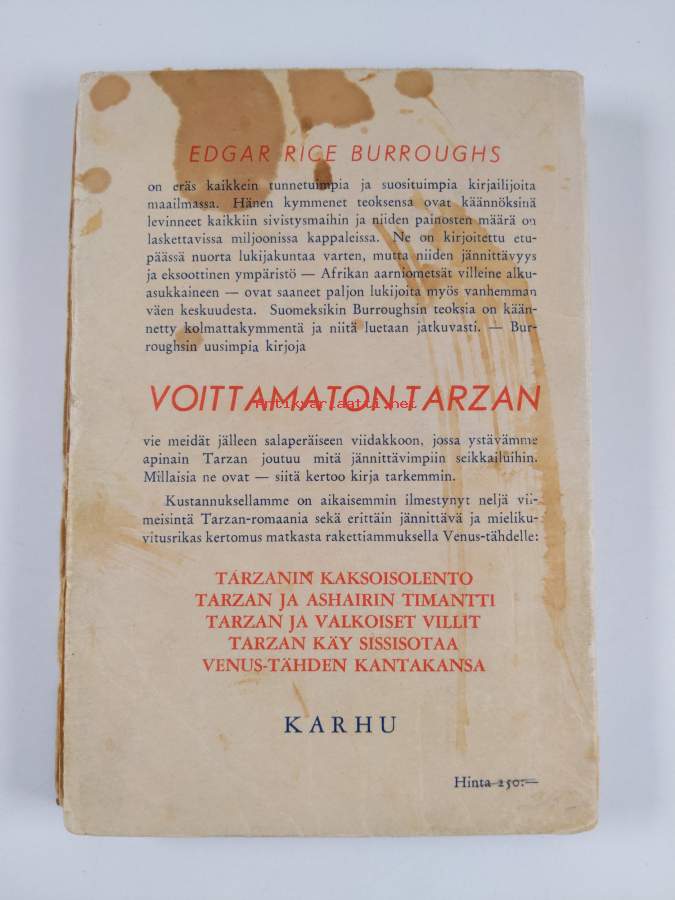 EDGAR RICE BURROUGHS
on eräs kaikkein tunnetuimpia ja suosituimpia kirjailijoita
maailmassa. Hänen kymmenet teoksensa ovat käännöksinä
levinneet kaikkiin sivistysmaihin ja niiden painosten määrä on
laskettavissa miljoonissa kappaleissa. Ne on kirjoitettu etu-
päässä nuorta lukijakuntaa varten, mutta niiden jännittävyys
ja eksoottinen ympäristö — Afrikan aarniometsät villeine alku-
asukkaineen — ovat saaneet paljon lukijoita myös vanhemman
väen keskuudesta. Suomeksikin Burroughsin teoksia on kään-
netty kolmattakymmentä ja niitä luetaan jatkuvasti. — Bur-
roughsin uusimpia kirjoja
VOITTAMATON TARZAN
antikvariaatti.net
vie meidät jälleen salaperäiseen viidakkoon, jossa ystävämme
apinain Tarzan joutuu mitä jännittävimpiin seikkailuihin.
Millaisia ne ovat — siitä kertoo kirja tarkemmin.
Kustannuksellamme on aikaisemmin ilmestynyt neljä vii-
meisintä Tarzan-romaania sekä erittäin jännittävä ja mieliku-
vitusrikas kertomus matkasta rakettiammuksella Venus-tähdelle:
TARZANIN KAKSOISOLENTO
TARZAN JA ASHAIRIN TIMANTTI
TARZAN JA VALKOISET VILLIT
TARZAN KÄY SISSISOTAA
VENUS-TÄHDEN KANTAKANSA
KARHU
Hinta 250:—